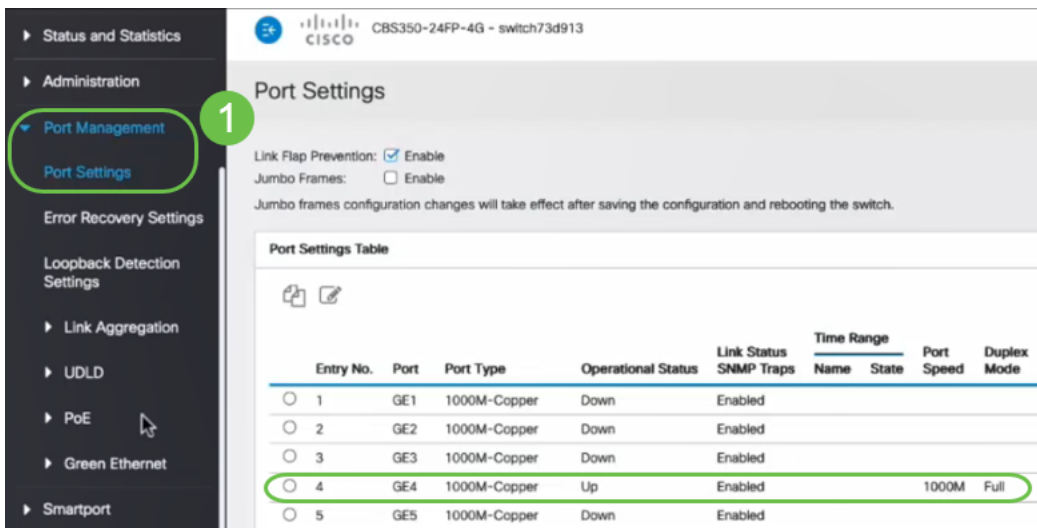 Status and Statistics
Administration
Port Management
1
Port Settings
Error Recovery Settings
Loopback Detection
Settings
Link Aggregation
UDLD
PoE
Green Ethernet
Smartport
CISCO
CBS350-24FP-4G - switch73d913
Port Settings
Link Flap Prevention: Enable
Jumbo Frames: Enable
Jumbo frames configuration changes will take effect after saving the configuration and rebooting the switch.
Port Settings Table
Entry No. Port Port Type Operational Status Link Status SNMP Traps Time Range Name State Port Speed Duplex Mode
1 GE1 1000M-Copper Down Enabled
2 GE2 1000M-Copper Down Enabled
3 GE3 1000M-Copper Down Enabled
4 GE4 1000M-Copper Up Enabled 1000M Full
5 GE5 1000M-Copper Down Enabled